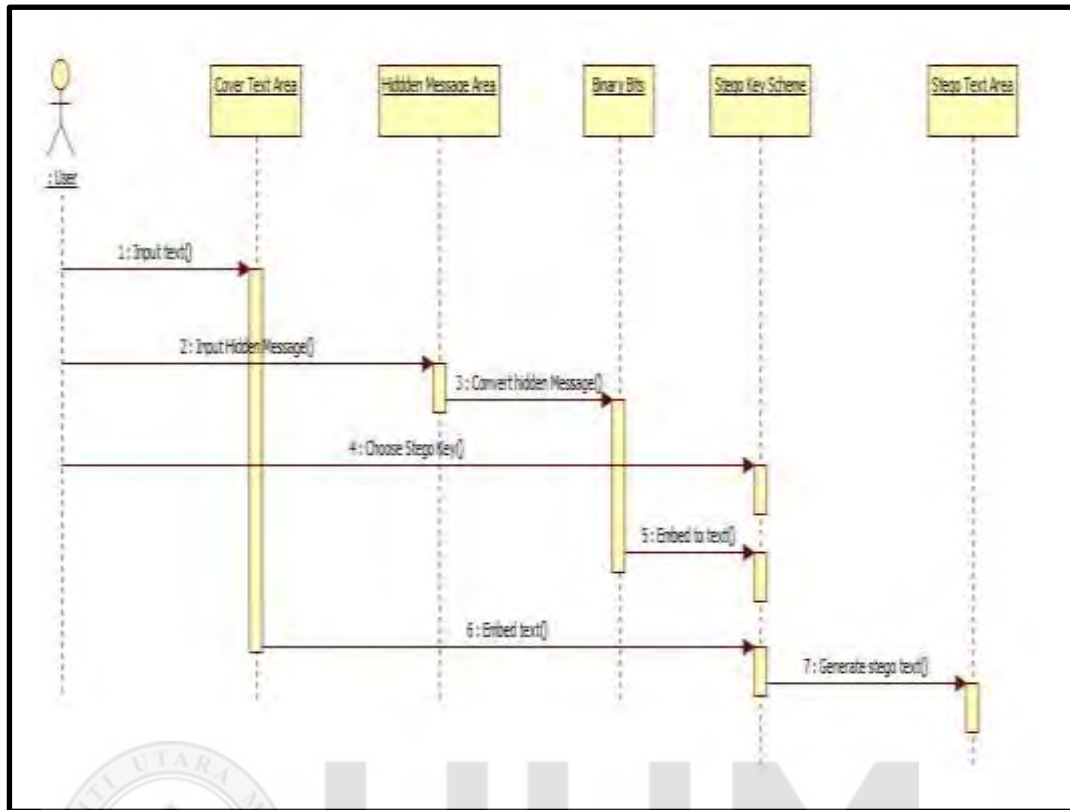 Cover Text Area
Hiddden Message Area
Binary Bits
Stego Key Scheme
Stego Text Area
: User
1 : Input text()
2 : Input Hidden Message()
3 : Convert hidden Message()
4 : Choose Stego Key()
5 : Embed to text()
6 : Embed text()
7 : Generate stego text()
UTARA
UUM